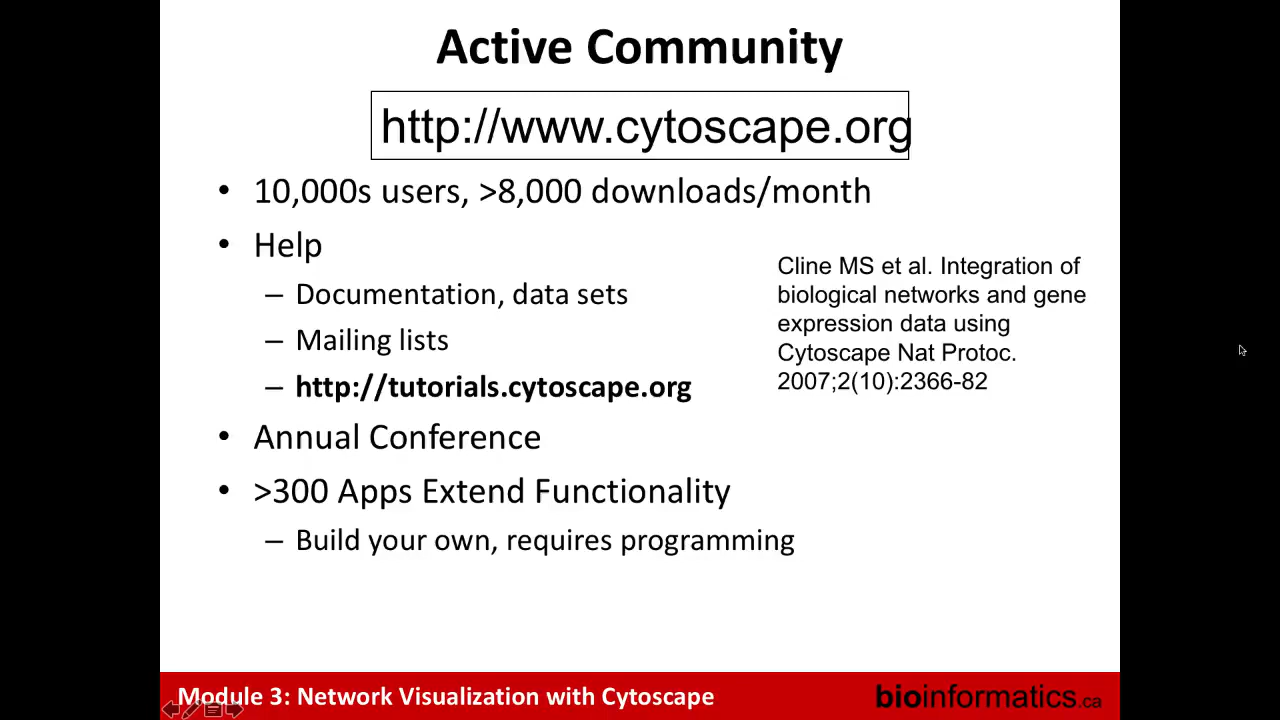 Active Community
http://www.cytoscape.org
• 10,000s users, >8,000 downloads/month
• Help
– Documentation, data sets
– Mailing lists
– http://tutorials.cytoscape.org
• Annual Conference
• >300 Apps Extend Functionality
– Build your own, requires programming
Cline MS et al. Integration of
biological networks and gene
expression data using
Cytoscape Nat Protoc.
2007;2(10):2366-82
Module 3: Network Visualization with Cytoscape
bioinformatics.ca